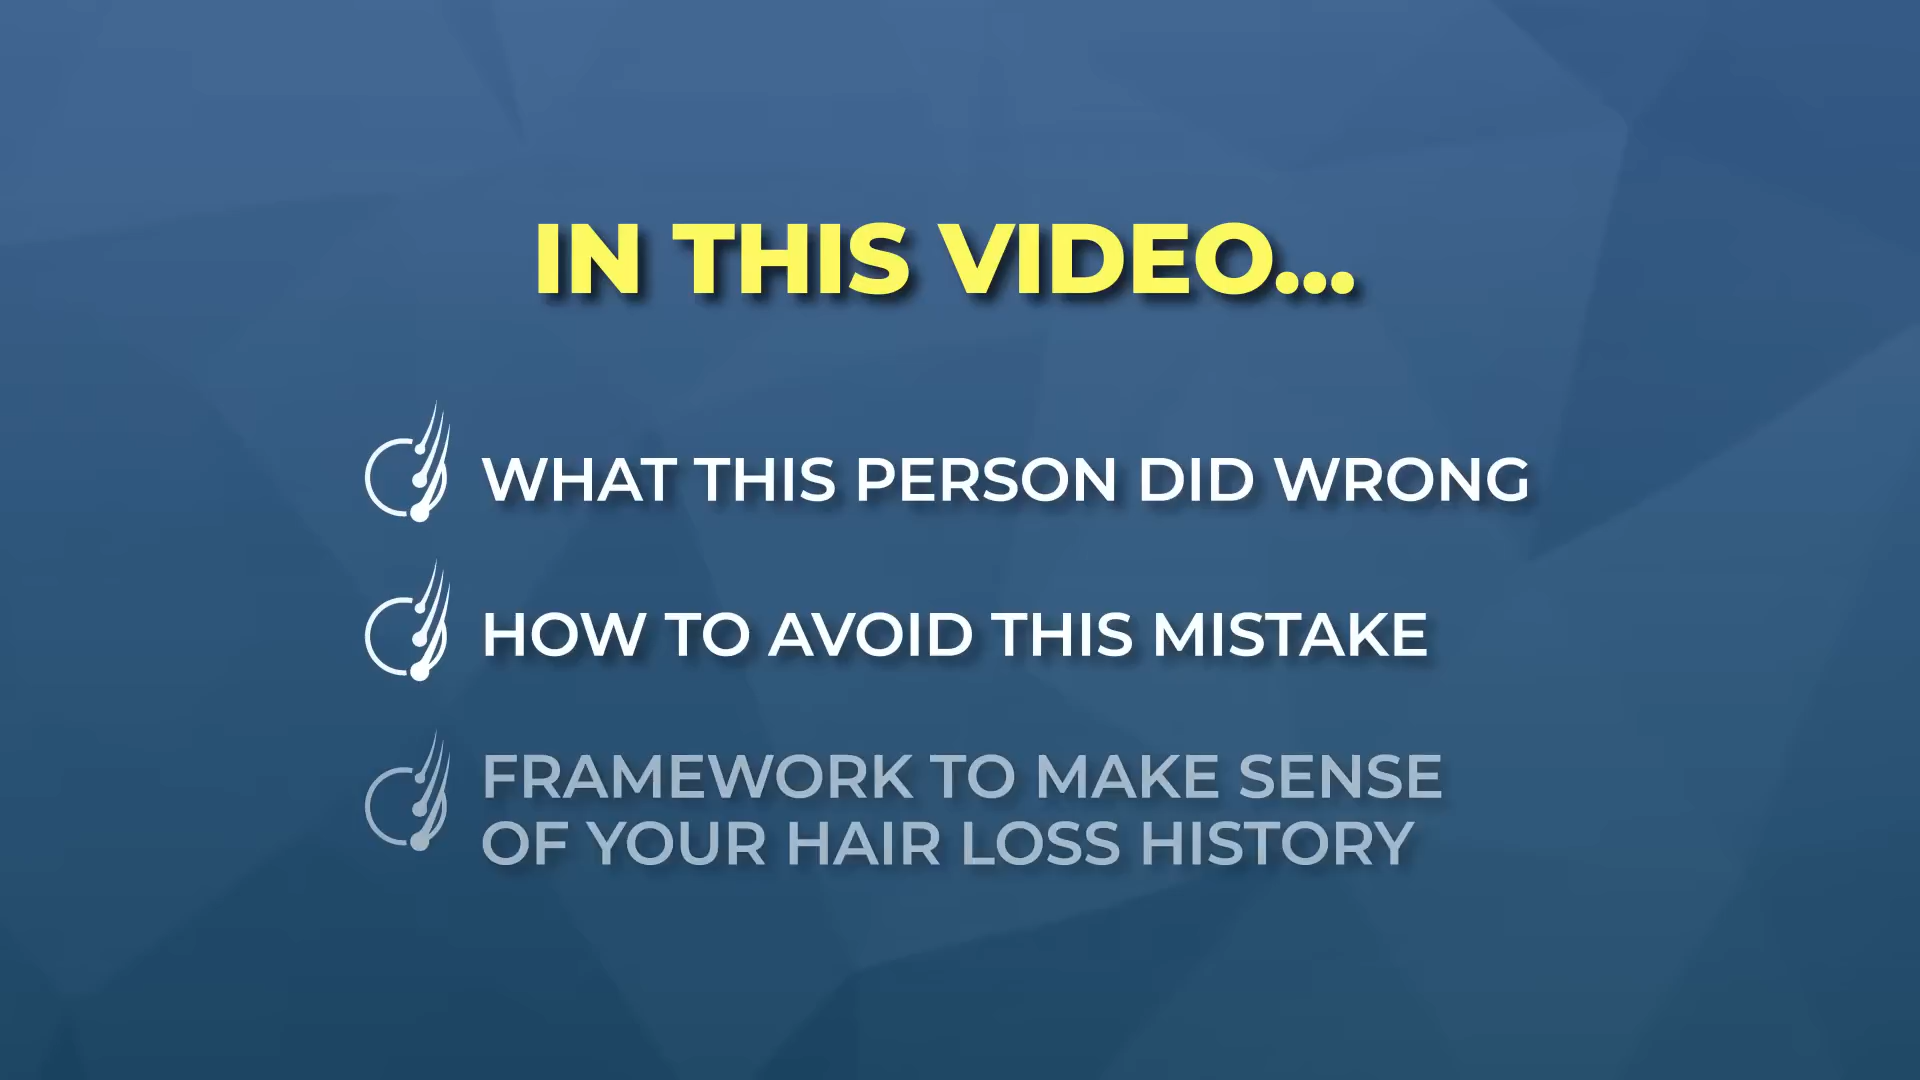 IN THIS VIDEO...
WHAT THIS PERSON DID WRONG
HOW TO AVOID THIS MISTAKE
FRAMEWORK TO MAKE SENSE
OF YOUR HAIR LOSS HISTORY